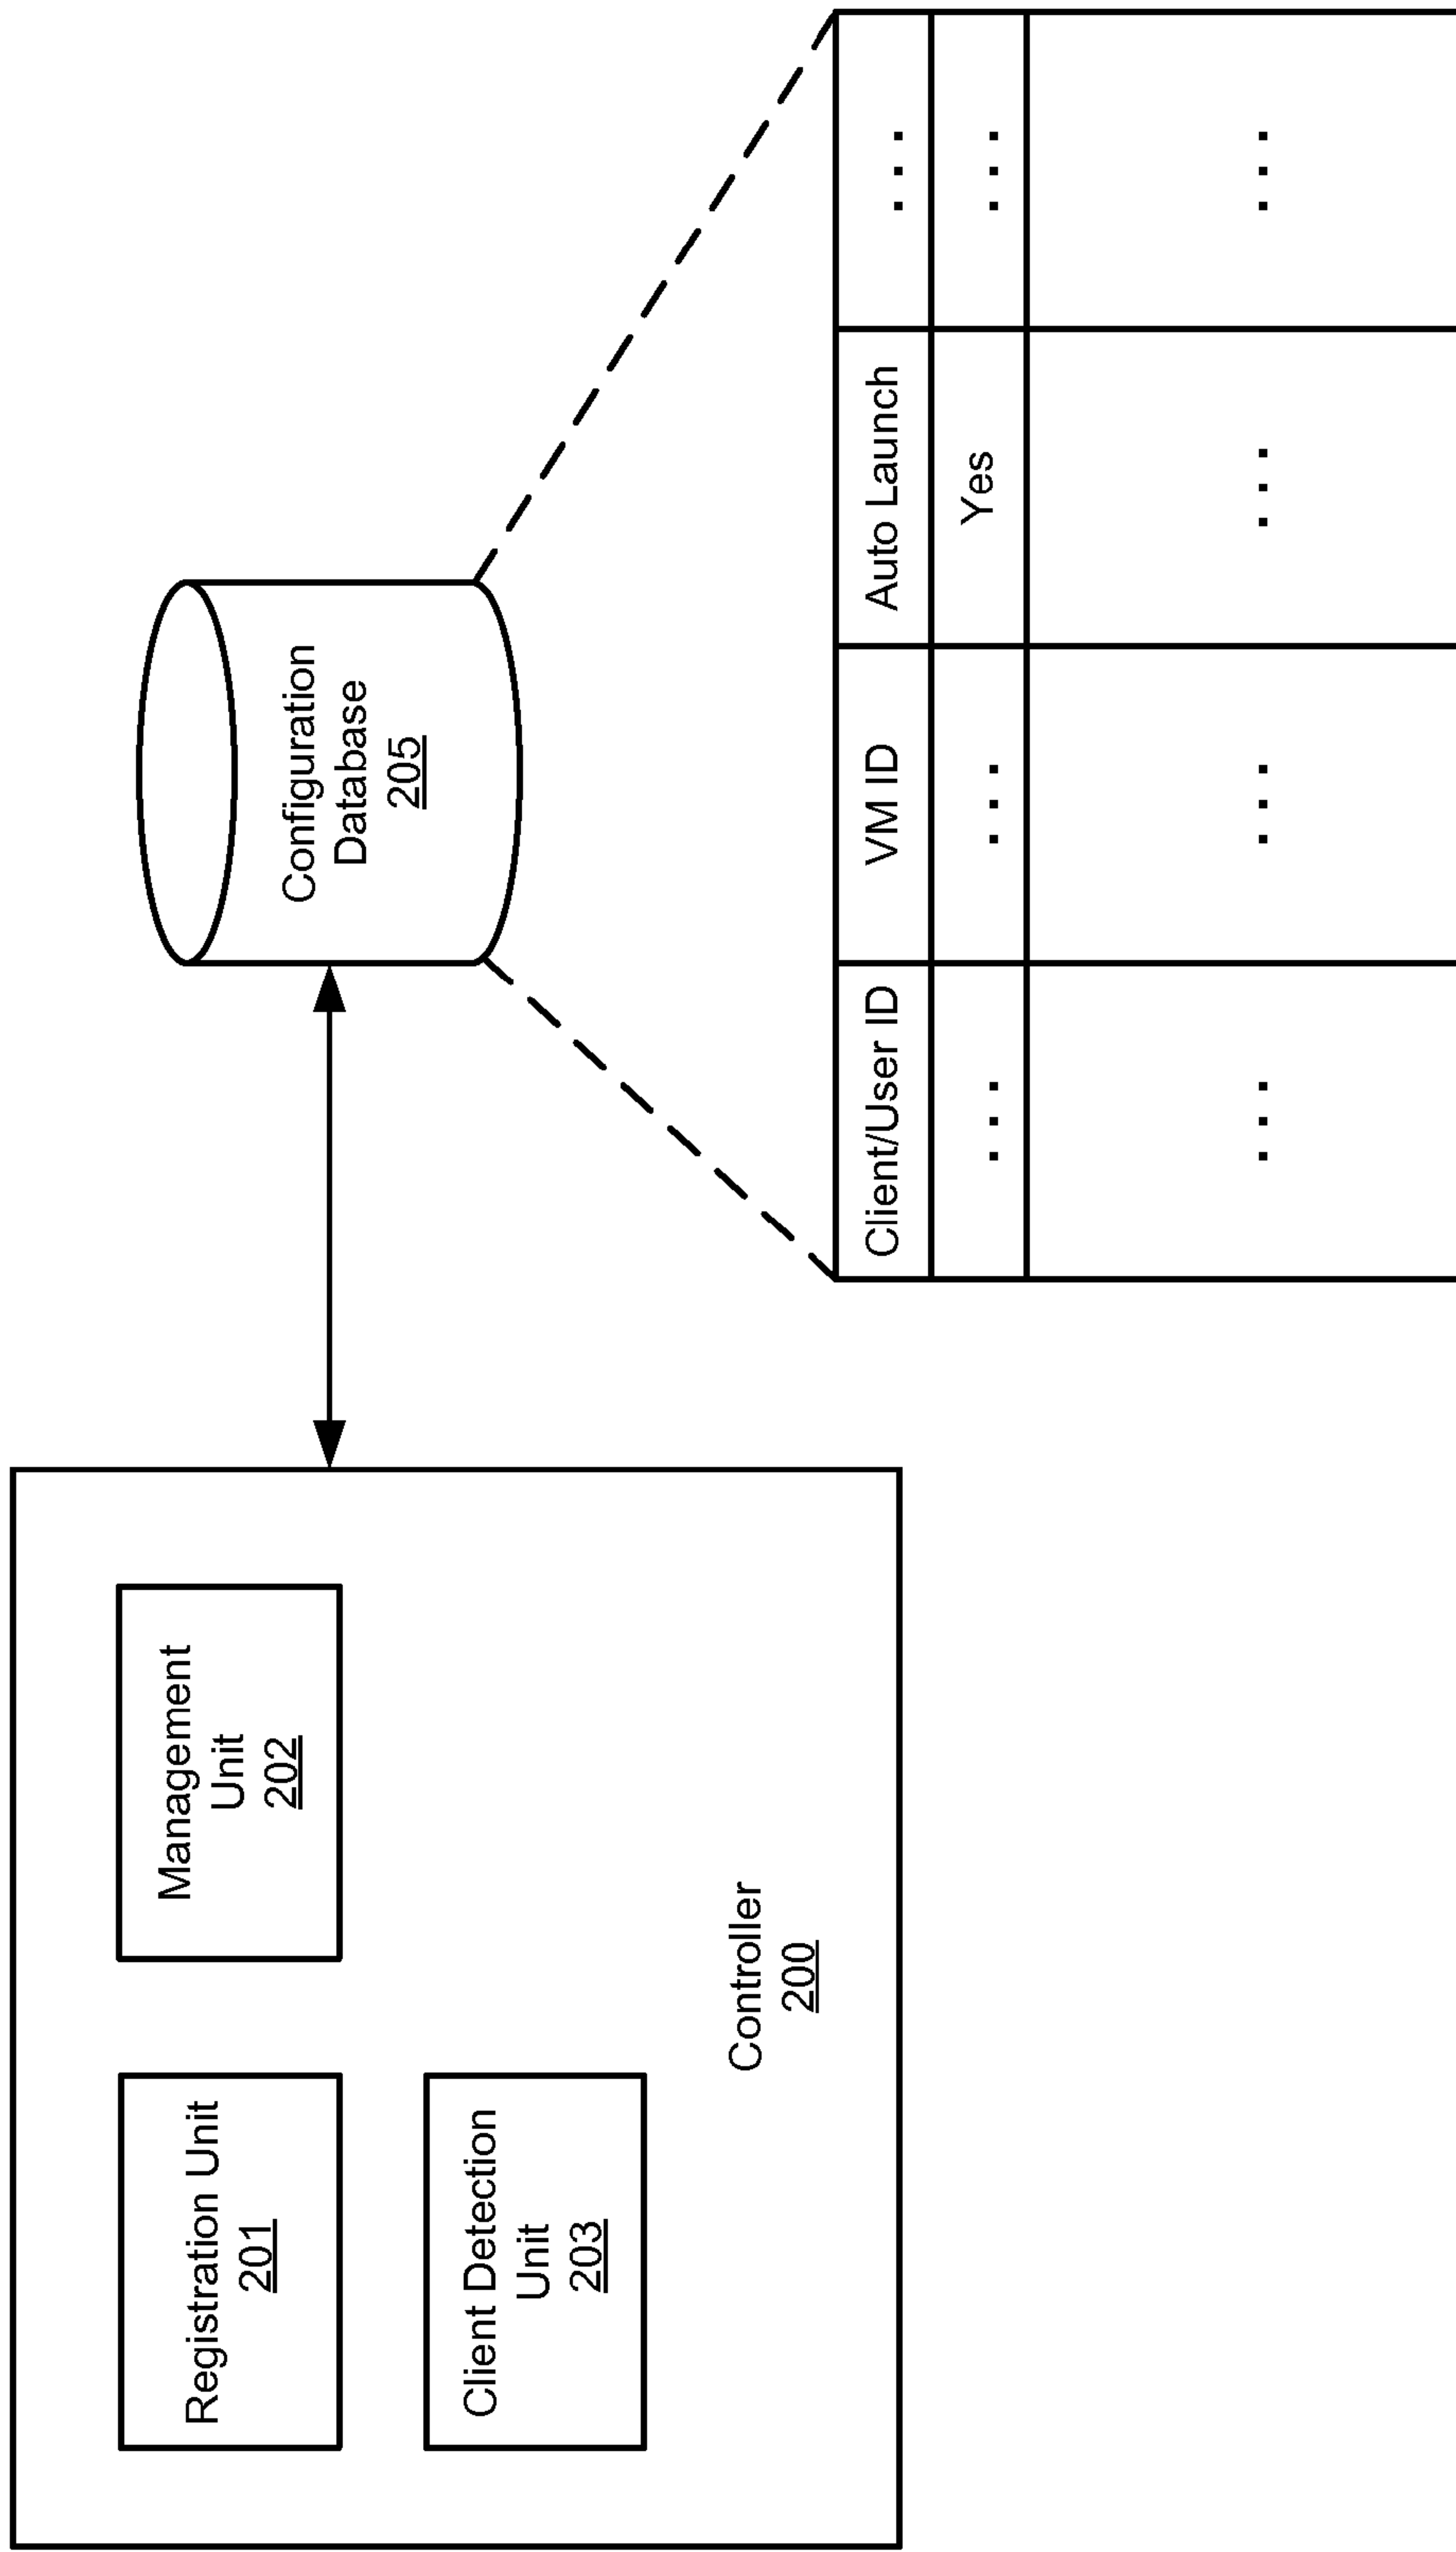 Registration Unit
201
Management
Unit
202
Client Detection
Unit
203
Controller
200
Configuration
Database
205
Client/User ID
VM ID
Auto Launch
...
...
...
Yes
...
...
...
...
...